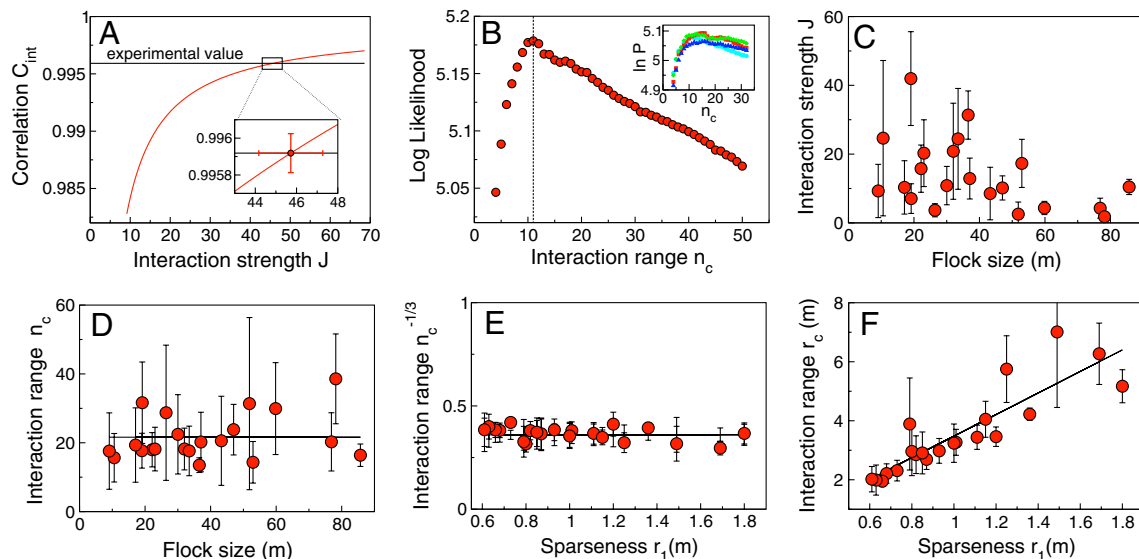 A
experimental value
Correlation C_int
1
0.995
0.99
0.985
0.996
0.9958
44 46 48
0 10 20 30 40 50 60 70
Interaction strength J
B
Log Likelihood
5.2
5.15
5.1
5.05
ln P
5.1
5
4.9
0 10 20 30
n_c
0 10 20 30 40 50
Interaction range n_c
C
Interaction strength J
60
40
20
0
0 20 40 60 80
Flock size (m)
D
Interaction range n_c
60
40
20
0
0 20 40 60 80
Flock size (m)
E
Interaction range n_c^-1/3
1
0.5
0
0.6 0.8 1 1.2 1.4 1.6 1.8
Sparseness r_1(m)
F
Interaction range r_c (m)
8
6
4
2
0.6 0.8 1 1.2 1.4 1.6 1.8
Sparseness r_1(m)